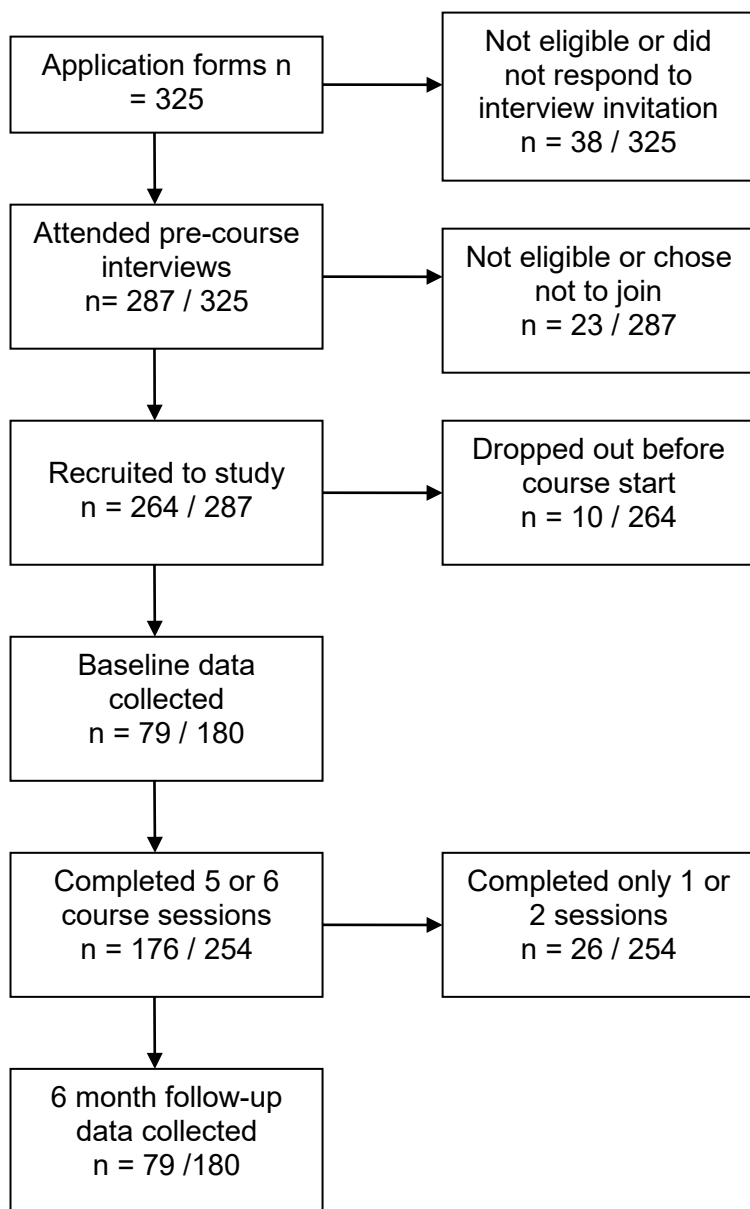 Application forms n
= 325
Not eligible or did
not respond to
interview invitation
n = 38 / 325
Attended pre-course
interviews
n= 287 / 325
Not eligible or chose
not to join
n = 23 / 287
Recruited to study
n = 264 / 287
Dropped out before
course start
n = 10 / 264
Baseline data
collected
n = 79 / 180
Completed 5 or 6
course sessions
n = 176 / 254
Completed only 1 or
2 sessions
n = 26 / 254
6 month follow-up
data collected
n = 79 /180